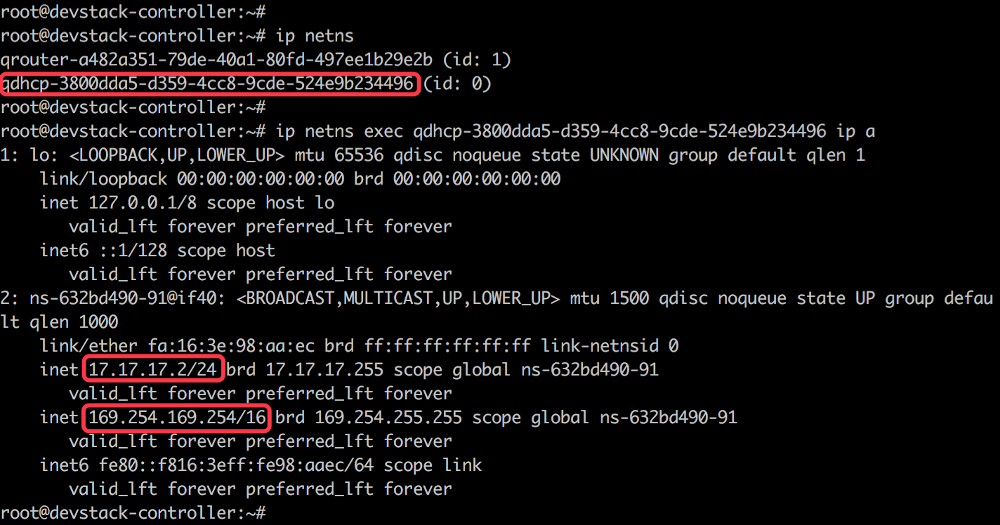 root@devstack-controller:~#
root@devstack-controller:~# ip netns
qrouter-a482a351-79de-40a1-80fd-497ee1b29e2b (id: 1)
qdhcp-3800dda5-d359-4cc8-9cde-524e9b234496 (id: 0)
root@devstack-controller:~#
root@devstack-controller:~# ip netns exec qdhcp-3800dda5-d359-4cc8-9cde-524e9b234496 ip a
1: lo: <LOOPBACK,UP,LOWER_UP> mtu 65536 qdisc noqueue state UNKNOWN group default qlen 1
    link/loopback 00:00:00:00:00:00 brd 00:00:00:00:00:00
    inet 127.0.0.1/8 scope host lo
       valid_lft forever preferred_lft forever
    inet6 ::1/128 scope host
       valid_lft forever preferred_lft forever
2: ns-632bd490-91@if40: <BROADCAST,MULTICAST,UP,LOWER_UP> mtu 1500 qdisc noqueue state UP group defau
lt qlen 1000
    link/ether fa:16:3e:98:aa:ec brd ff:ff:ff:ff:ff:ff link-netnsid 0
    inet 17.17.17.2/24 brd 17.17.17.255 scope global ns-632bd490-91
       valid_lft forever preferred_lft forever
    inet 169.254.169.254/16 brd 169.254.255.255 scope global ns-632bd490-91
       valid_lft forever preferred_lft forever
    inet6 fe80::f816:3eff:fe98:aaec/64 scope link
       valid_lft forever preferred_lft forever
root@devstack-controller:~#